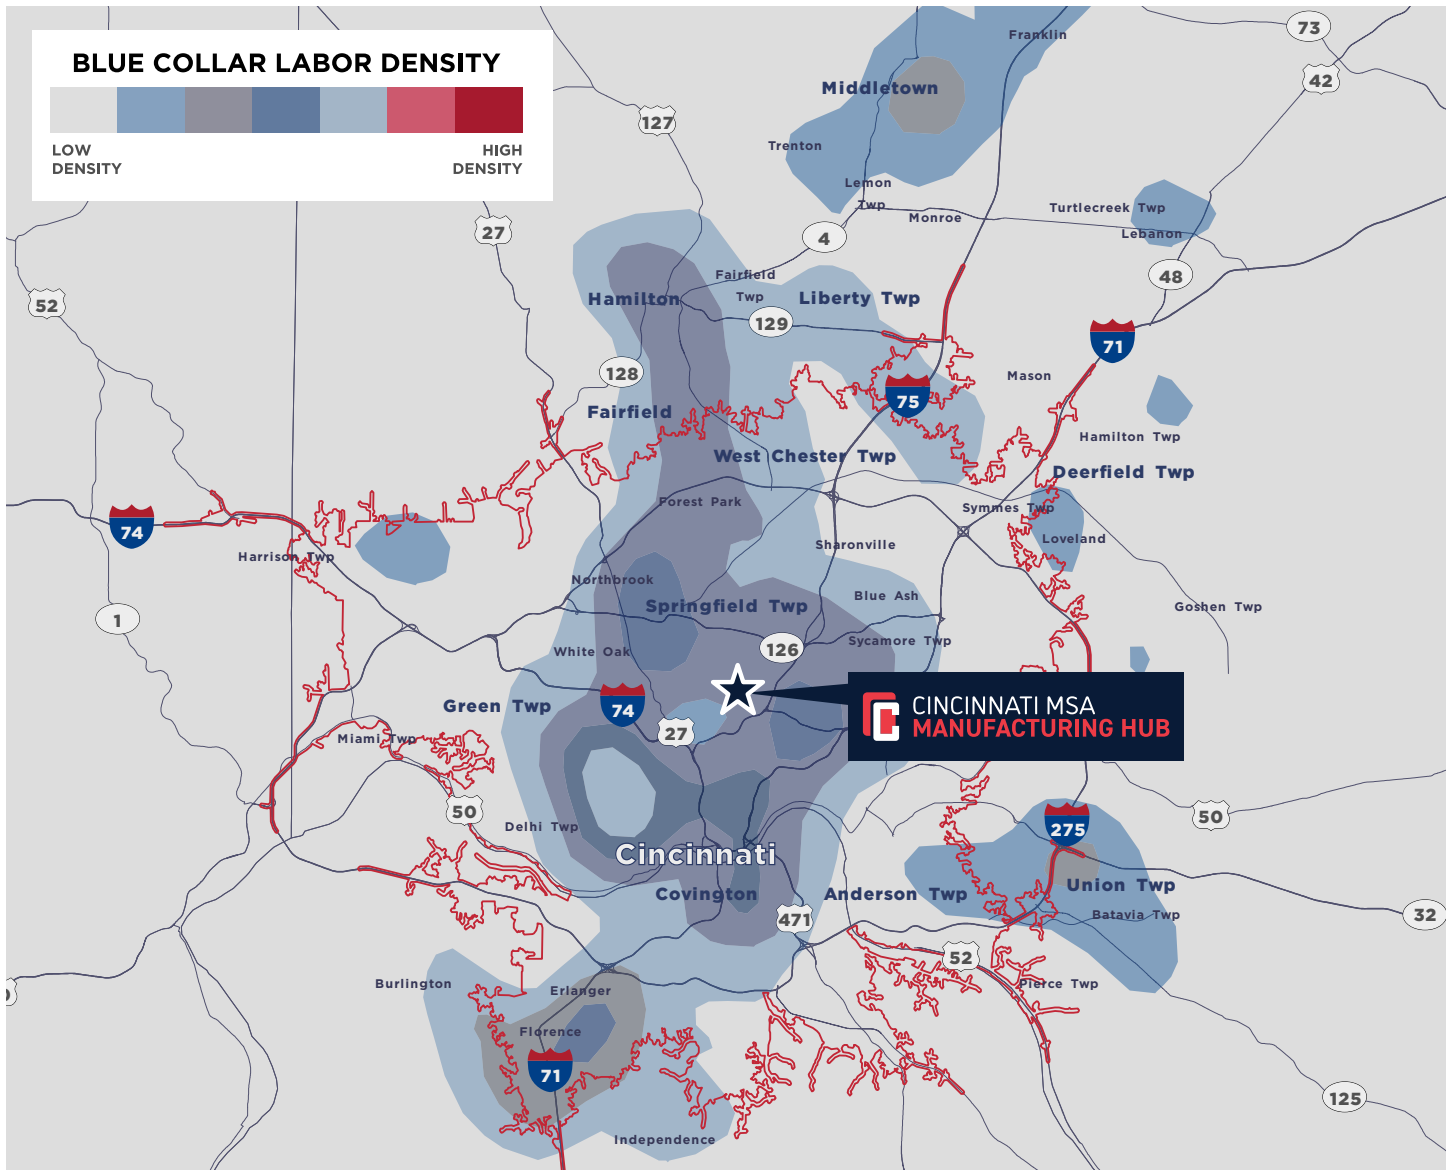 BLUE COLLAR LABOR DENSITY
LOW
DENSITY
HIGH
DENSITY
Franklin
73
42
Middletown
127
Trenton
Lemon
Twp
Monroe
Turtlecreek Twp
Lebanon
27
4
48
52
Fairfield
Twp
Hamilton
Liberty Twp
129
71
128
75
Mason
Fairfield
Hamilton Twp
West Chester Twp
Deerfield Twp
Forest Park
Symmes Twp
74
Sharonville
Loveland
Harrison Twp
Northbrook
Springfield Twp
Blue Ash
Goshen Twp
1
126
Sycamore Twp
White Oak
CINCINNATI MSA
MANUFACTURING HUB
Green Twp
74
27
Miami Twp
50
Delhi Twp
275
50
Cincinnati
Covington
Anderson Twp
Union Twp
Batavia Twp
471
32
52
Burlington
Erlanger
Pierce Twp
Florence
71
125
Independence